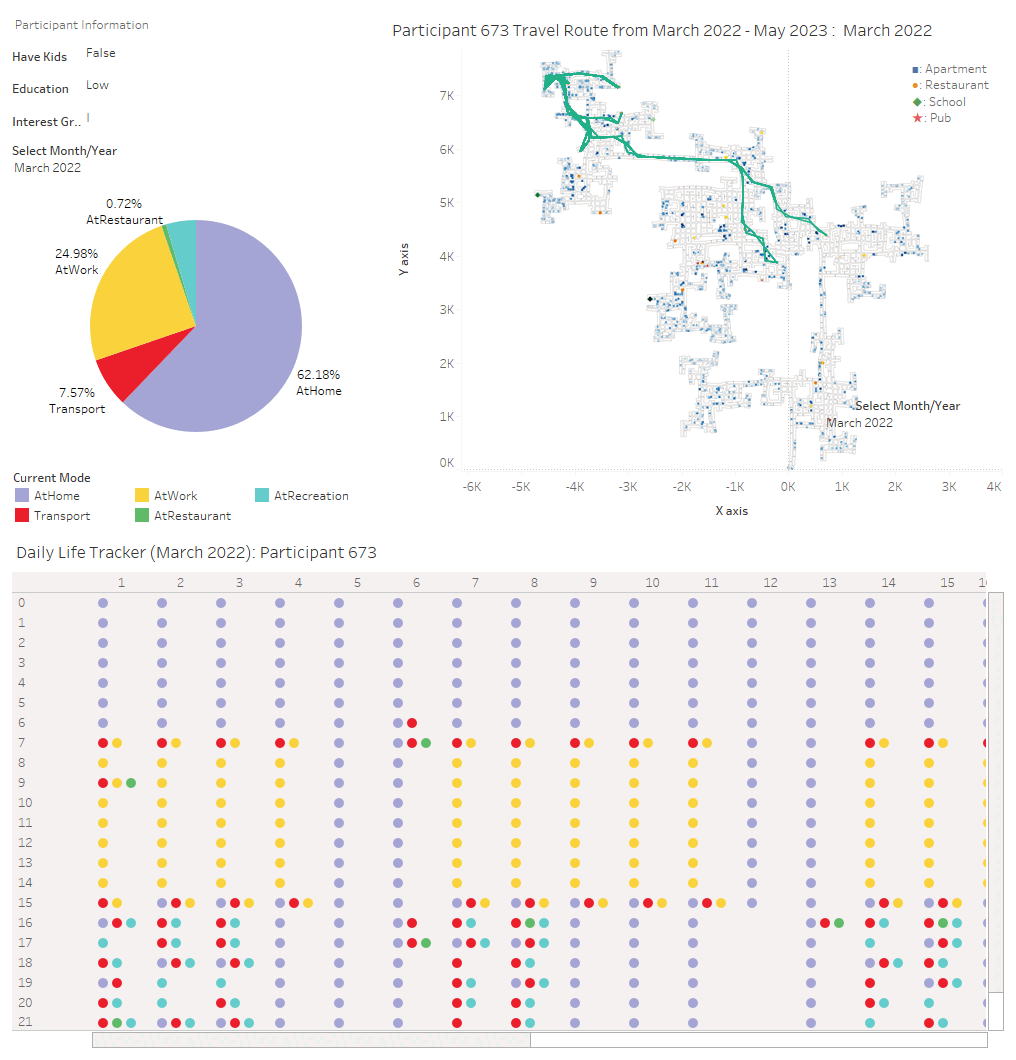 Participant Information
Have Kids False
Education Low
Interest Gr.. I
Select Month/Year
March 2022
0.72%
AtRestaurant
24.98%
AtWork
62.18%
AtHome
7.57%
Transport
Current Mode
AtHome AtWork AtRecreation
Transport AtRestaurant
Participant 673 Travel Route from March 2022 - May 2023 : March 2022
: Apartment
: Restaurant
: School
: Pub
7K
6K
5K
4K
3K
2K
1K
0K
Y axis
Select Month/Year
March 2022
-6K -5K -4K -3K -2K -1K 0K 1K 2K 3K 4K
X axis
Daily Life Tracker (March 2022): Participant 673
1 2 3 4 5 6 7 8 9 10 11 12 13 14 15
0
1
2
3
4
5
6
7
8
9
10
11
12
13
14
15
16
17
18
19
20
21